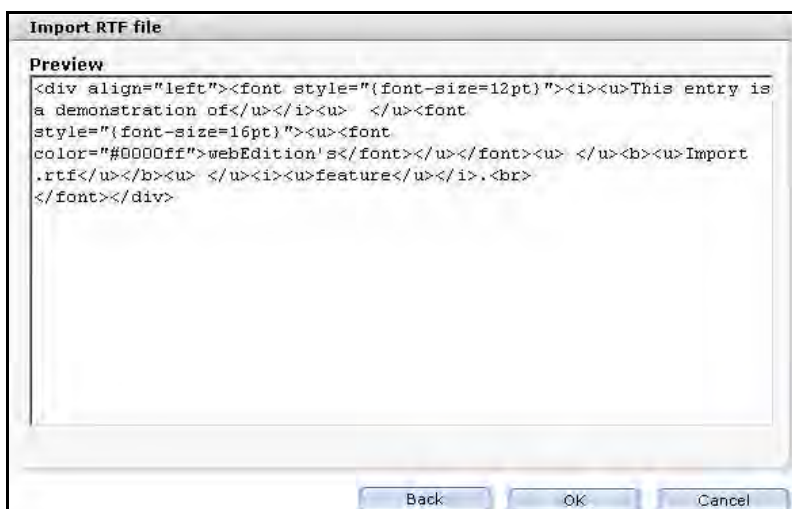 Import RTF file
Preview
<div align="left"><font style="{font-size=12pt}"><i><u>This entry is
a demonstration of</u></i><u>  </u><font
style="{font-size=16pt}"><u><font
color="#0000ff">webEdition's</font></u></font><u> </u><b><u>Import
.rtf</u></b><u> </u><i><u>feature</u></i>.<br>
</font></div>
Back OK Cancel